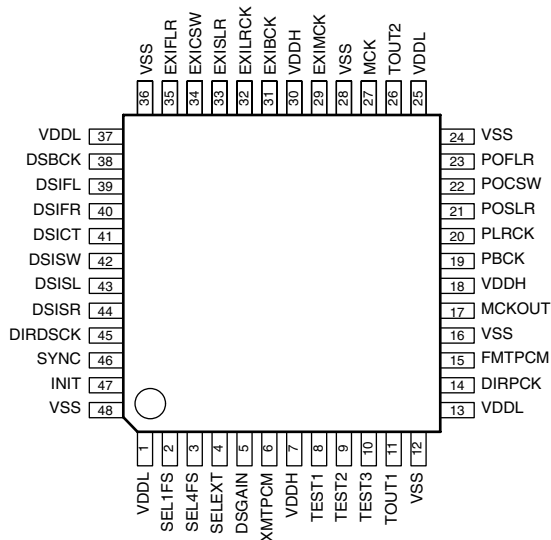 VSS
EXIFLR
EXICSW
EXISLR
EXILRCK
EXIBCK
VDDH
EXIMCK
VSS
MCK
TOUT2
VDDL
36
35
34
33
32
31
30
29
28
27
26
25
VDDL 37
DSBCK 38
DSIFL 39
DSIFR 40
DSICT 41
DSISW 42
DSISL 43
DSISR 44
DIRDSCK 45
SYNC 46
INIT 47
VSS 48
24 VSS
23 POFLR
22 POCSW
21 POSLR
20 PLRCK
19 PBCK
18 VDDH
17 MCKOUT
16 VSS
15 FMTPCM
14 DIRPCK
13 VDDL
1
2
3
4
5
6
7
8
9
10
11
12
VDDL
SEL1FS
SEL4FS
SELEXT
DSGAIN
XMTPCM
VDDH
TEST1
TEST2
TEST3
TOUT1
VSS